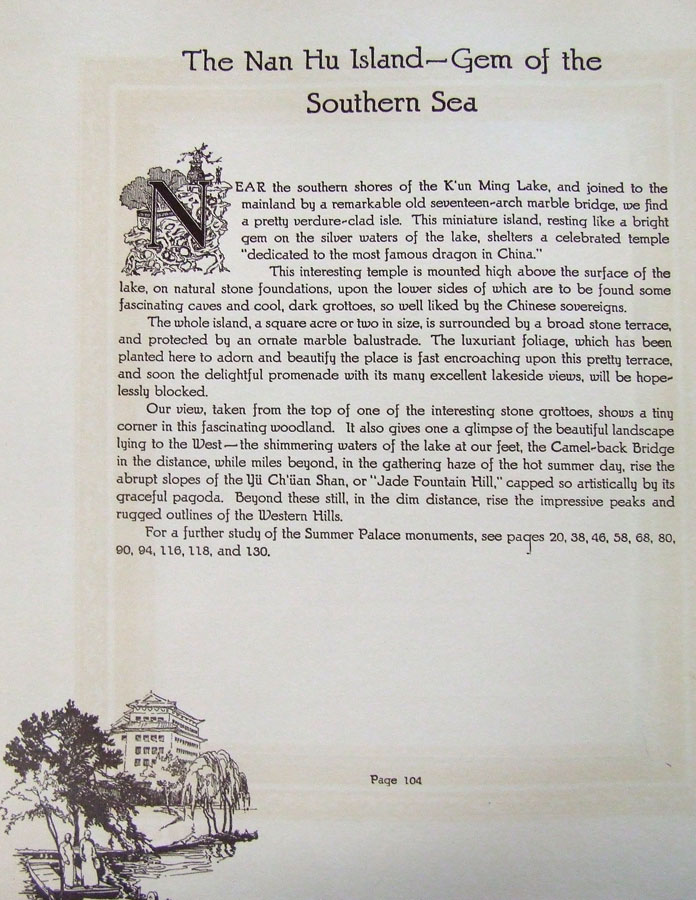 The Nan Hu Island—Gem of the
Southern Sea
NEAR the southern shores of the K'un Ming Lake, and joined to the
mainland by a remarkable old seventeen-arch marble bridge, we find
a pretty verdure-clad isle. This miniature island, resting like a bright
gem on the silver waters of the lake, shelters a celebrated temple
"dedicated to the most famous dragon in China."
This interesting temple is mounted high above the surface of the
lake, on natural stone foundations, upon the lower sides of which are to be found some
fascinating caves and cool, dark grottoes, so well liked by the Chinese sovereigns.
The whole island, a square acre or two in size, is surrounded by a broad stone terrace,
and protected by an ornate marble balustrade. The luxuriant foliage, which has been
planted here to adorn and beautify the place is fast encroaching upon this pretty terrace,
and soon the delightful promenade with its many excellent lakeside views, will be hope-
lessly blocked.
Our view, taken from the top of one of the interesting stone grottoes, shows a tiny
corner in this fascinating woodland. It also gives one a glimpse of the beautiful landscape
lying to the West—the shimmering waters of the lake at our feet, the Camel-back Bridge
in the distance, while miles beyond, in the gathering haze of the hot summer day, rise the
abrupt slopes of the Yü Ch'üan Shan, or "Jade Fountain Hill," capped so artistically by its
graceful pagoda. Beyond these still, in the dim distance, rise the impressive peaks and
rugged outlines of the Western Hills.
For a further study of the Summer Palace monuments, see pages 20, 38, 46, 58, 68, 80,
90, 94, 116, 118, and 130.
Page 104